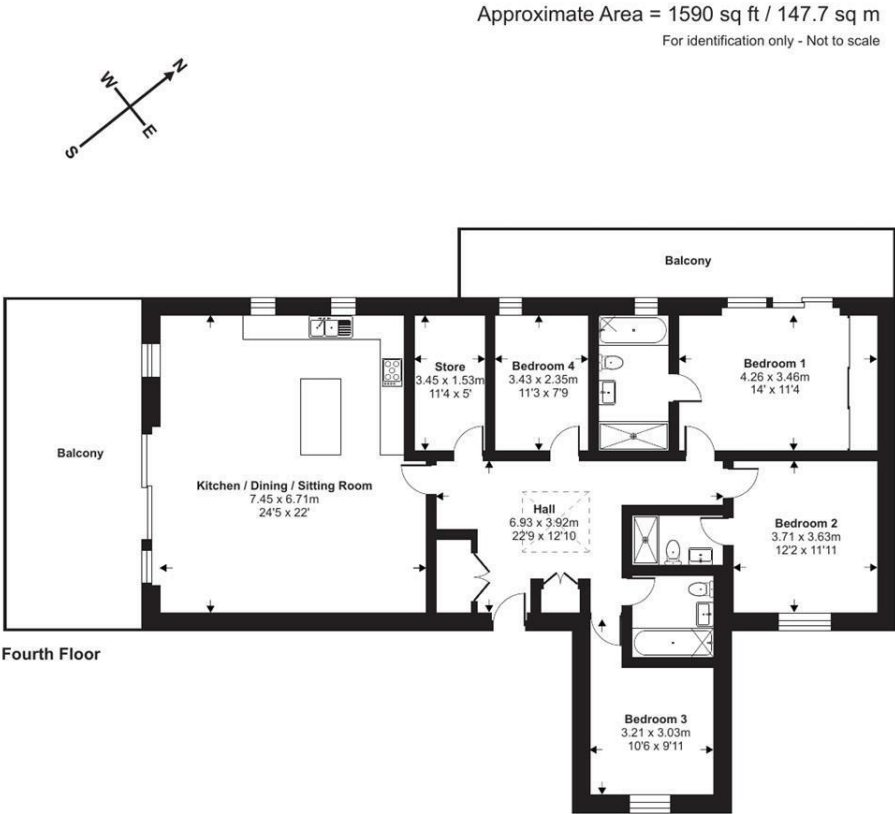 Approximate Area = 1590 sq ft / 147.7 sq m
For identification only - Not to scale
N
W
E
S
Balcony
Balcony
Store
3.45 x 1.53m
11'4 x 5'
Bedroom 4
3.43 x 2.35m
11'3 x 7'9
Bedroom 1
4.26 x 3.46m
14' x 11'4
Kitchen / Dining / Sitting Room
7.45 x 6.71m
24'5 x 22'
Hall
6.93 x 3.92m
22'9 x 12'10
Bedroom 2
3.71 x 3.63m
12'2 x 11'11
Fourth Floor
Bedroom 3
3.21 x 3.03m
10'6 x 9'11